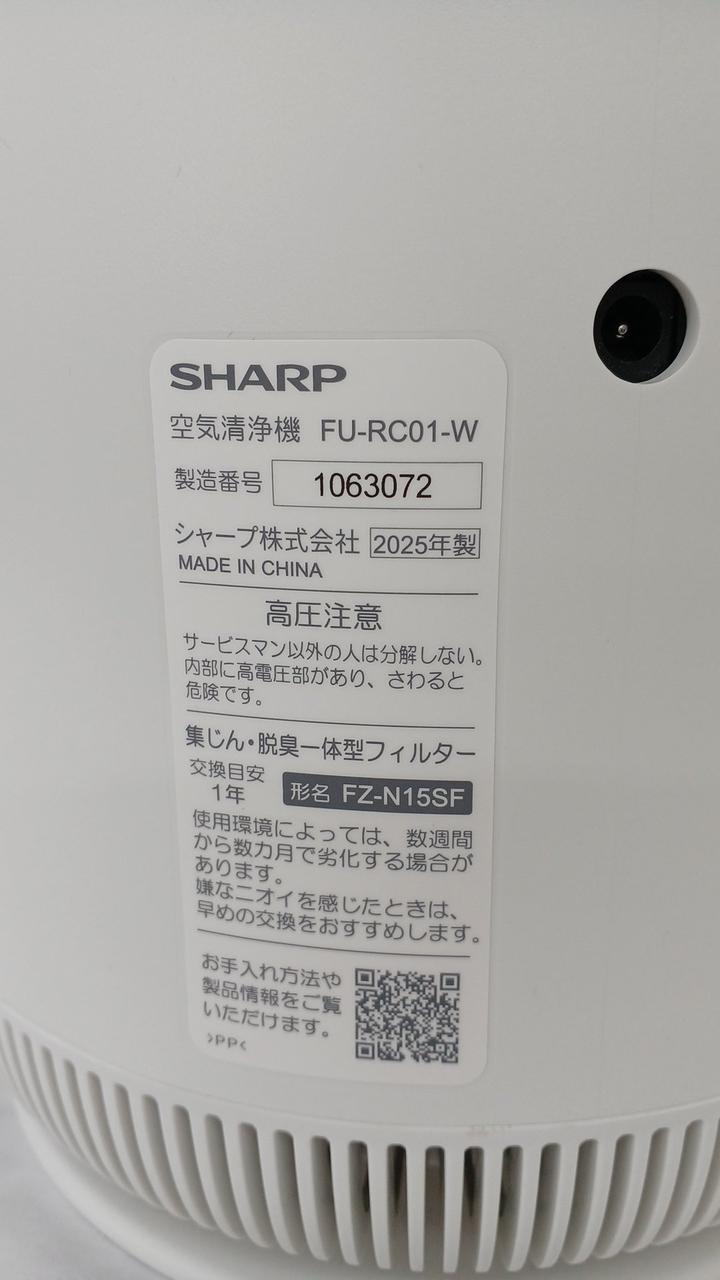 SHARP
空気清浄機 FU-RC01-W
製造番号 1063072
シャープ株式会社 2025年製
MADE IN CHINA
高圧注意
サービスマン以外の人は分解しない。
内部に高電圧部があり、さわると
危険です。
集じん・脱臭一体型フィルター
交換目安
1年
形名 FZ-N15SF
使用環境によっては、数週間
から数カ月で劣化する場合が
あります。
嫌なニオイを感じたときは、
早めの交換をおすすめします。
お手入れ方法や
製品情報をご覧
いただけます。
>PP<